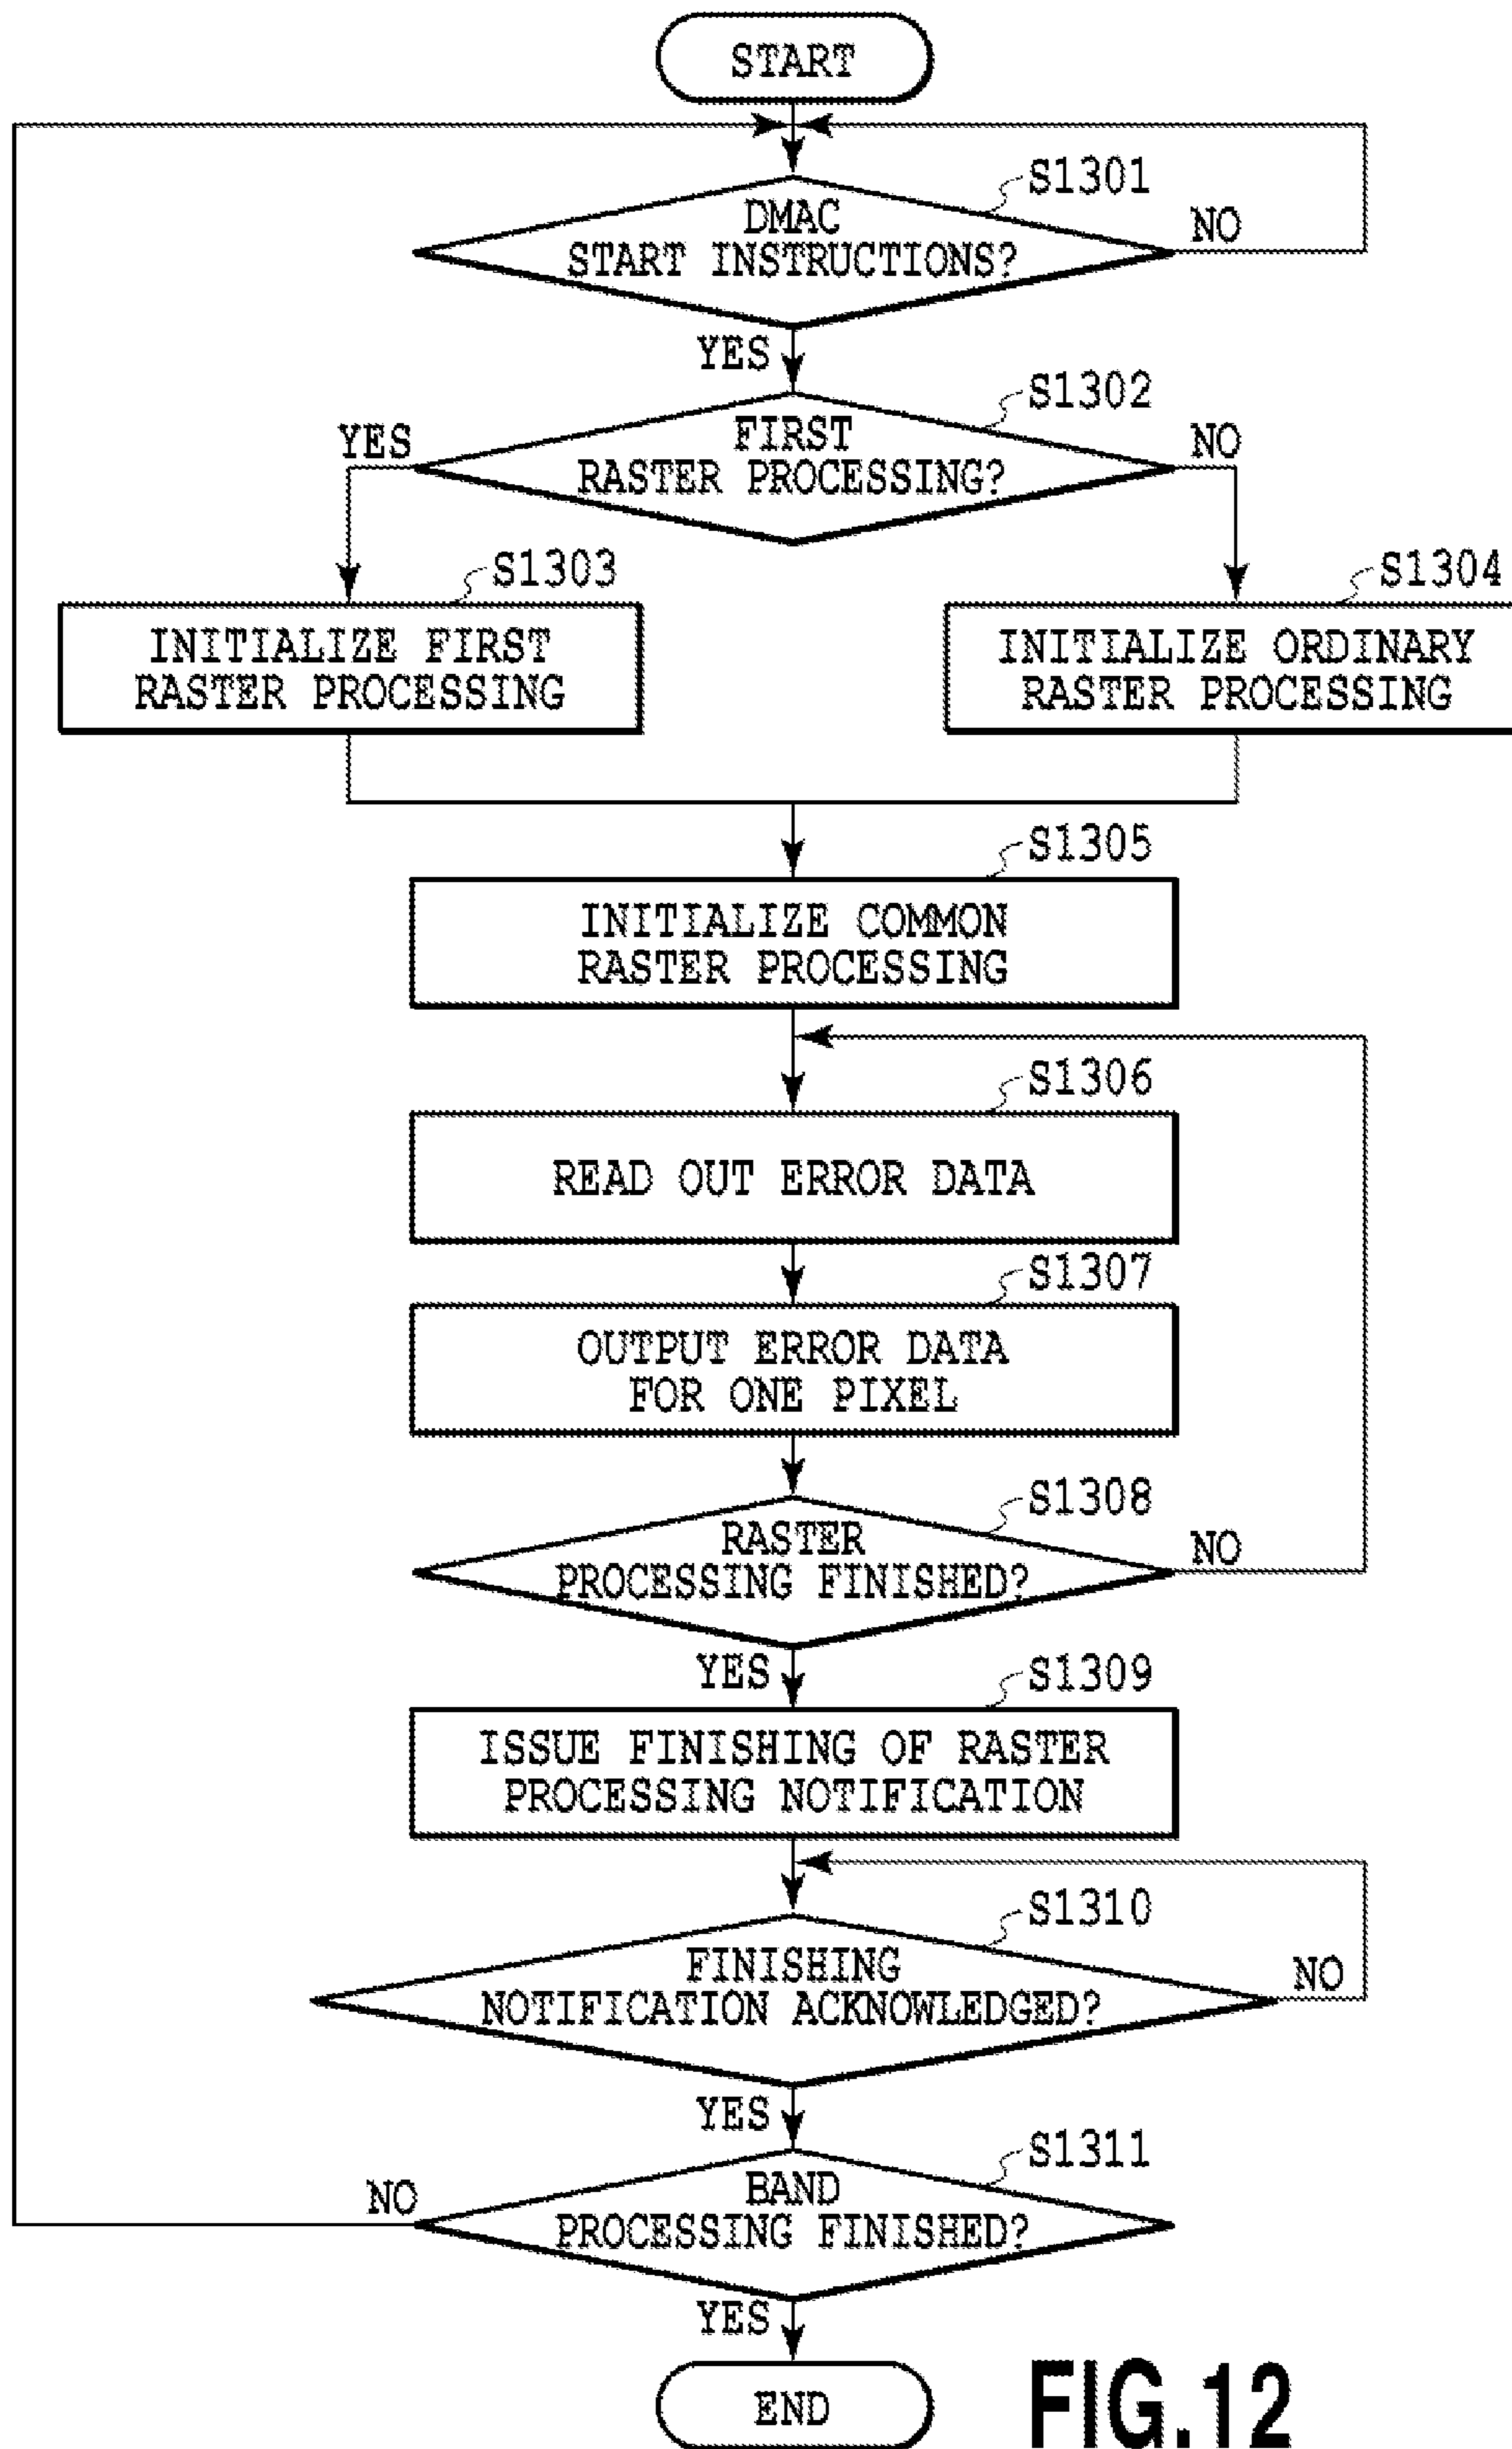 START
S1301
DMAC
START INSTRUCTIONS?
NO
YES
S1302
FIRST
RASTER PROCESSING?
YES
NO
S1303
INITIALIZE FIRST
RASTER PROCESSING
S1304
INITIALIZE ORDINARY
RASTER PROCESSING
S1305
INITIALIZE COMMON
RASTER PROCESSING
S1306
READ OUT ERROR DATA
S1307
OUTPUT ERROR DATA
FOR ONE PIXEL
S1308
RASTER
PROCESSING FINISHED?
NO
YES
S1309
ISSUE FINISHING OF RASTER
PROCESSING NOTIFICATION
S1310
FINISHING
NOTIFICATION ACKNOWLEDGED?
NO
YES
S1311
BAND
PROCESSING FINISHED?
NO
YES
END
FIG.12